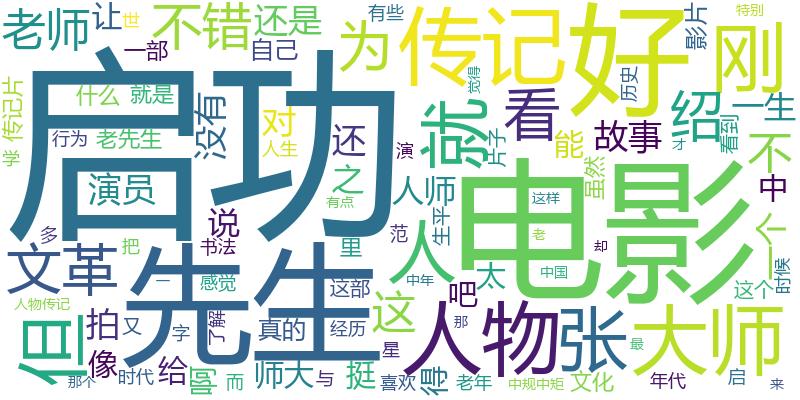 启功
电影
先生
好
传记
人物
大师
刚
绍
就
看
张
为
不错
老师
让
世
一部
还是
自己
有些
影片
特别
传记片
什么
就是
没有
对
人生
还
历史
觉得
片子
故事
能
一生
看到
不
才
学
行为
老先生
演员
之
演
人师
虽然
中
说
有点
范
生平
人
这样
老
却
一个
时候
文革
多
把
书法
里
太
中国
人物传记
一
感觉
这部
中年
这
吧
这个
但
拍
又
字
了解
真的
经历
那
星
最
像
给
啊
师大
挺
得
那个
时代
而
与
喜欢
老年
中规中矩
文化
年代
启
来